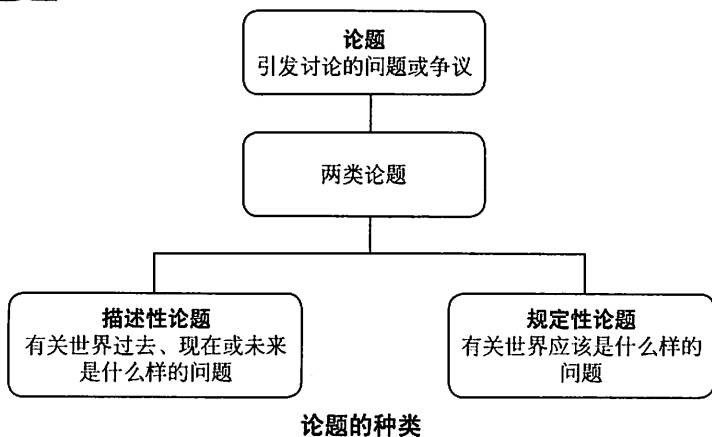 论题
引发讨论的问题或争议
两类论题
描述性论题
有关世界过去、现在或未来
是什么样的问题
规定性论题
有关世界应该是什么样的
问题
论题的种类